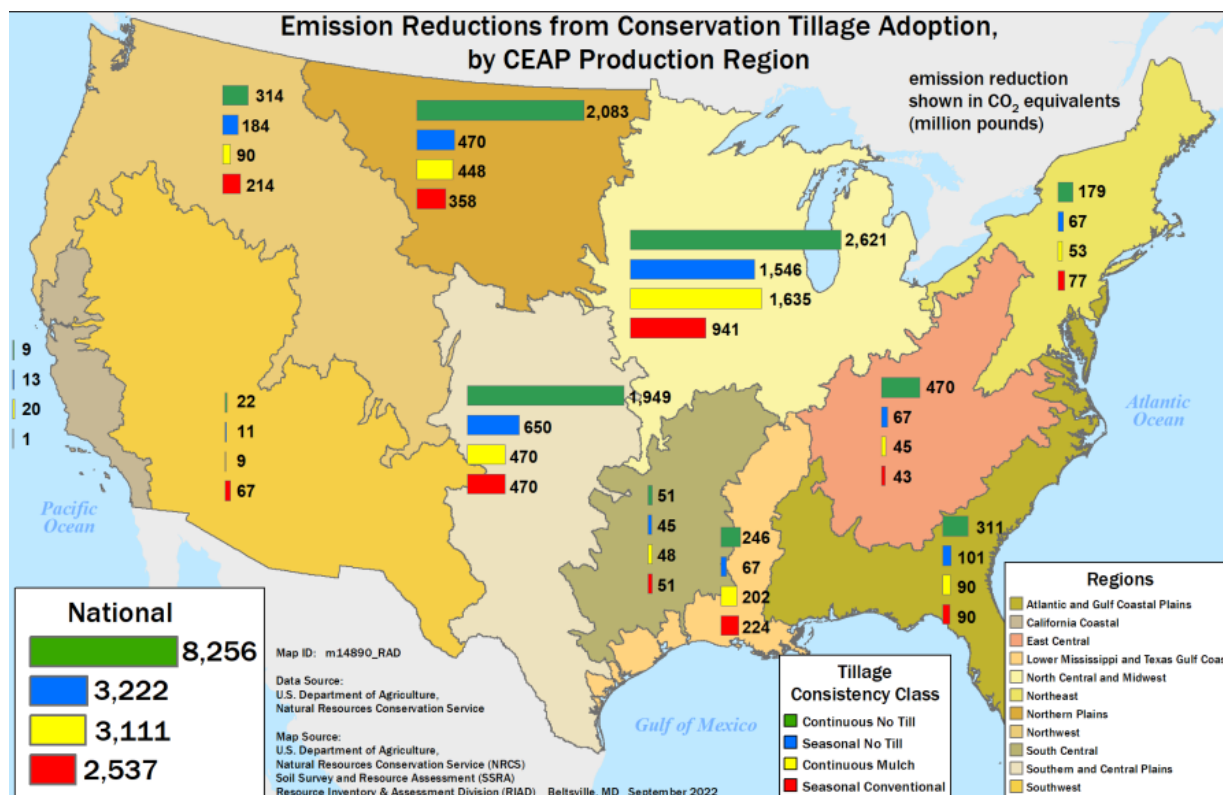 Emission Reductions from Conservation Tillage Adoption,
by CEAP Production Region
emission reduction
shown in CO₂ equivalents
(million pounds)
314
184
90
214
2,083
470
448
358
2,621
1,546
1,635
941
179
67
53
77
9
13
20
1
22
11
9
67
1,949
650
470
470
470
67
45
43
51
45
48
51
246
67
202
224
311
101
90
90
Pacific
Ocean
Atlantic
Ocean
Gulf of Mexico
National
8,256
3,222
3,111
2,537
Map ID: m14890_RAD
Data Source:
U.S. Department of Agriculture,
Natural Resources Conservation Service
Map Source:
U.S. Department of Agriculture,
Natural Resources Conservation Service (NRCS)
Soil Survey and Resource Assessment (SSRA)
Resource Inventory & Assessment Division (RIAD) Beltsville, MD September 2022
Tillage
Consistency Class
Continuous No Till
Seasonal No Till
Continuous Mulch
Seasonal Conventional
Regions
Atlantic and Gulf Coastal Plains
California Coastal
East Central
Lower Mississippi and Texas Gulf Coas
North Central and Midwest
Northeast
Northern Plains
Northwest
South Central
Southern and Central Plains
Southwest